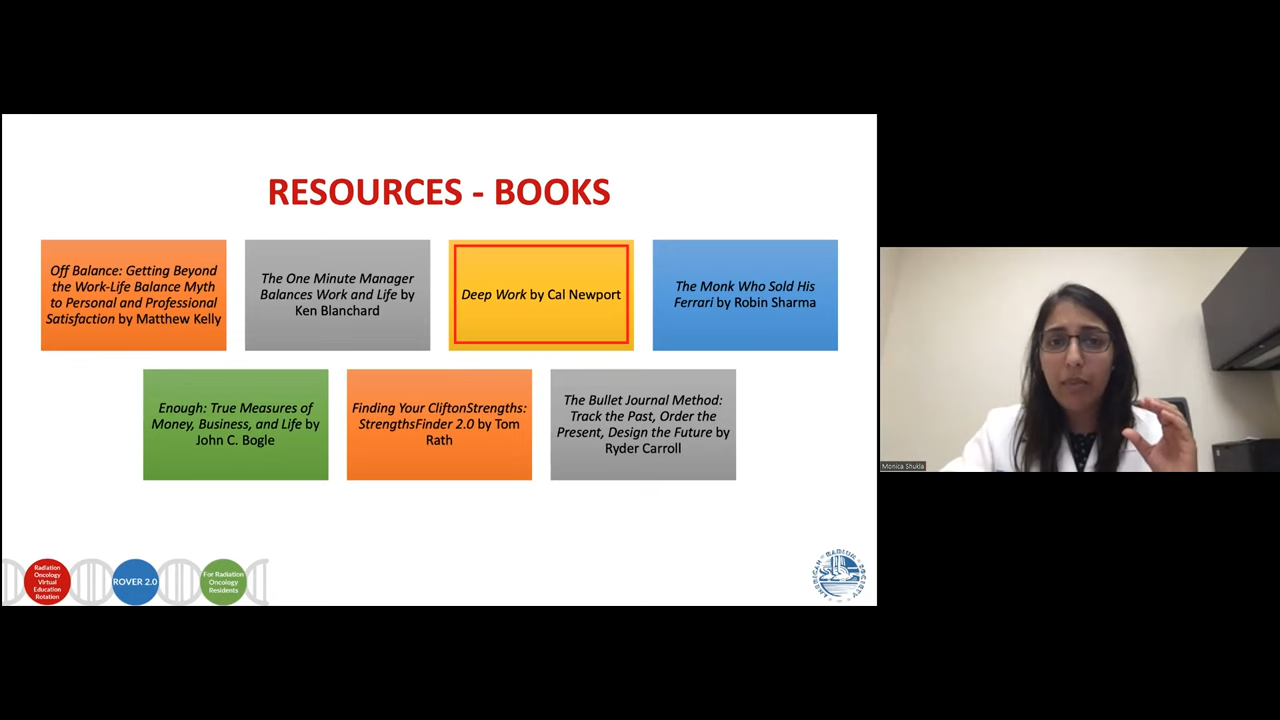 RESOURCES - BOOKS
Off Balance: Getting Beyond
the Work-Life Balance Myth
to Personal and Professional
Satisfaction by Matthew Kelly
The One Minute Manager
Balances Work and Life by
Ken Blanchard
Deep Work by Cal Newport
The Monk Who Sold His
Ferrari by Robin Sharma
Enough: True Measures of
Money, Business, and Life by
John C. Bogle
Finding Your CliftonStrengths:
StrengthsFinder 2.0 by Tom
Rath
The Bullet Journal Method:
Track the Past, Order the
Present, Design the Future by
Ryder Carroll
Monica Shukla
Radiation
Oncology
Virtual
Education
Rotation
ROVER 2.0
For Radiation
Oncology
Residents
AMERICAN RADIUM SOCIETY